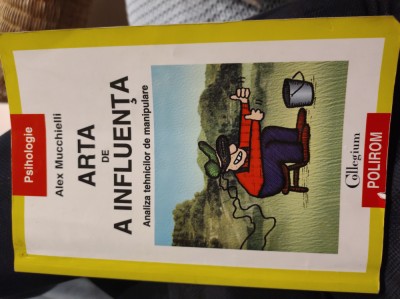 Psihologie
Alex Mucchielli
ARTA
DE
A INFLUENȚA
Analiza tehnicilor de manipulare
Collegium
POLIROM